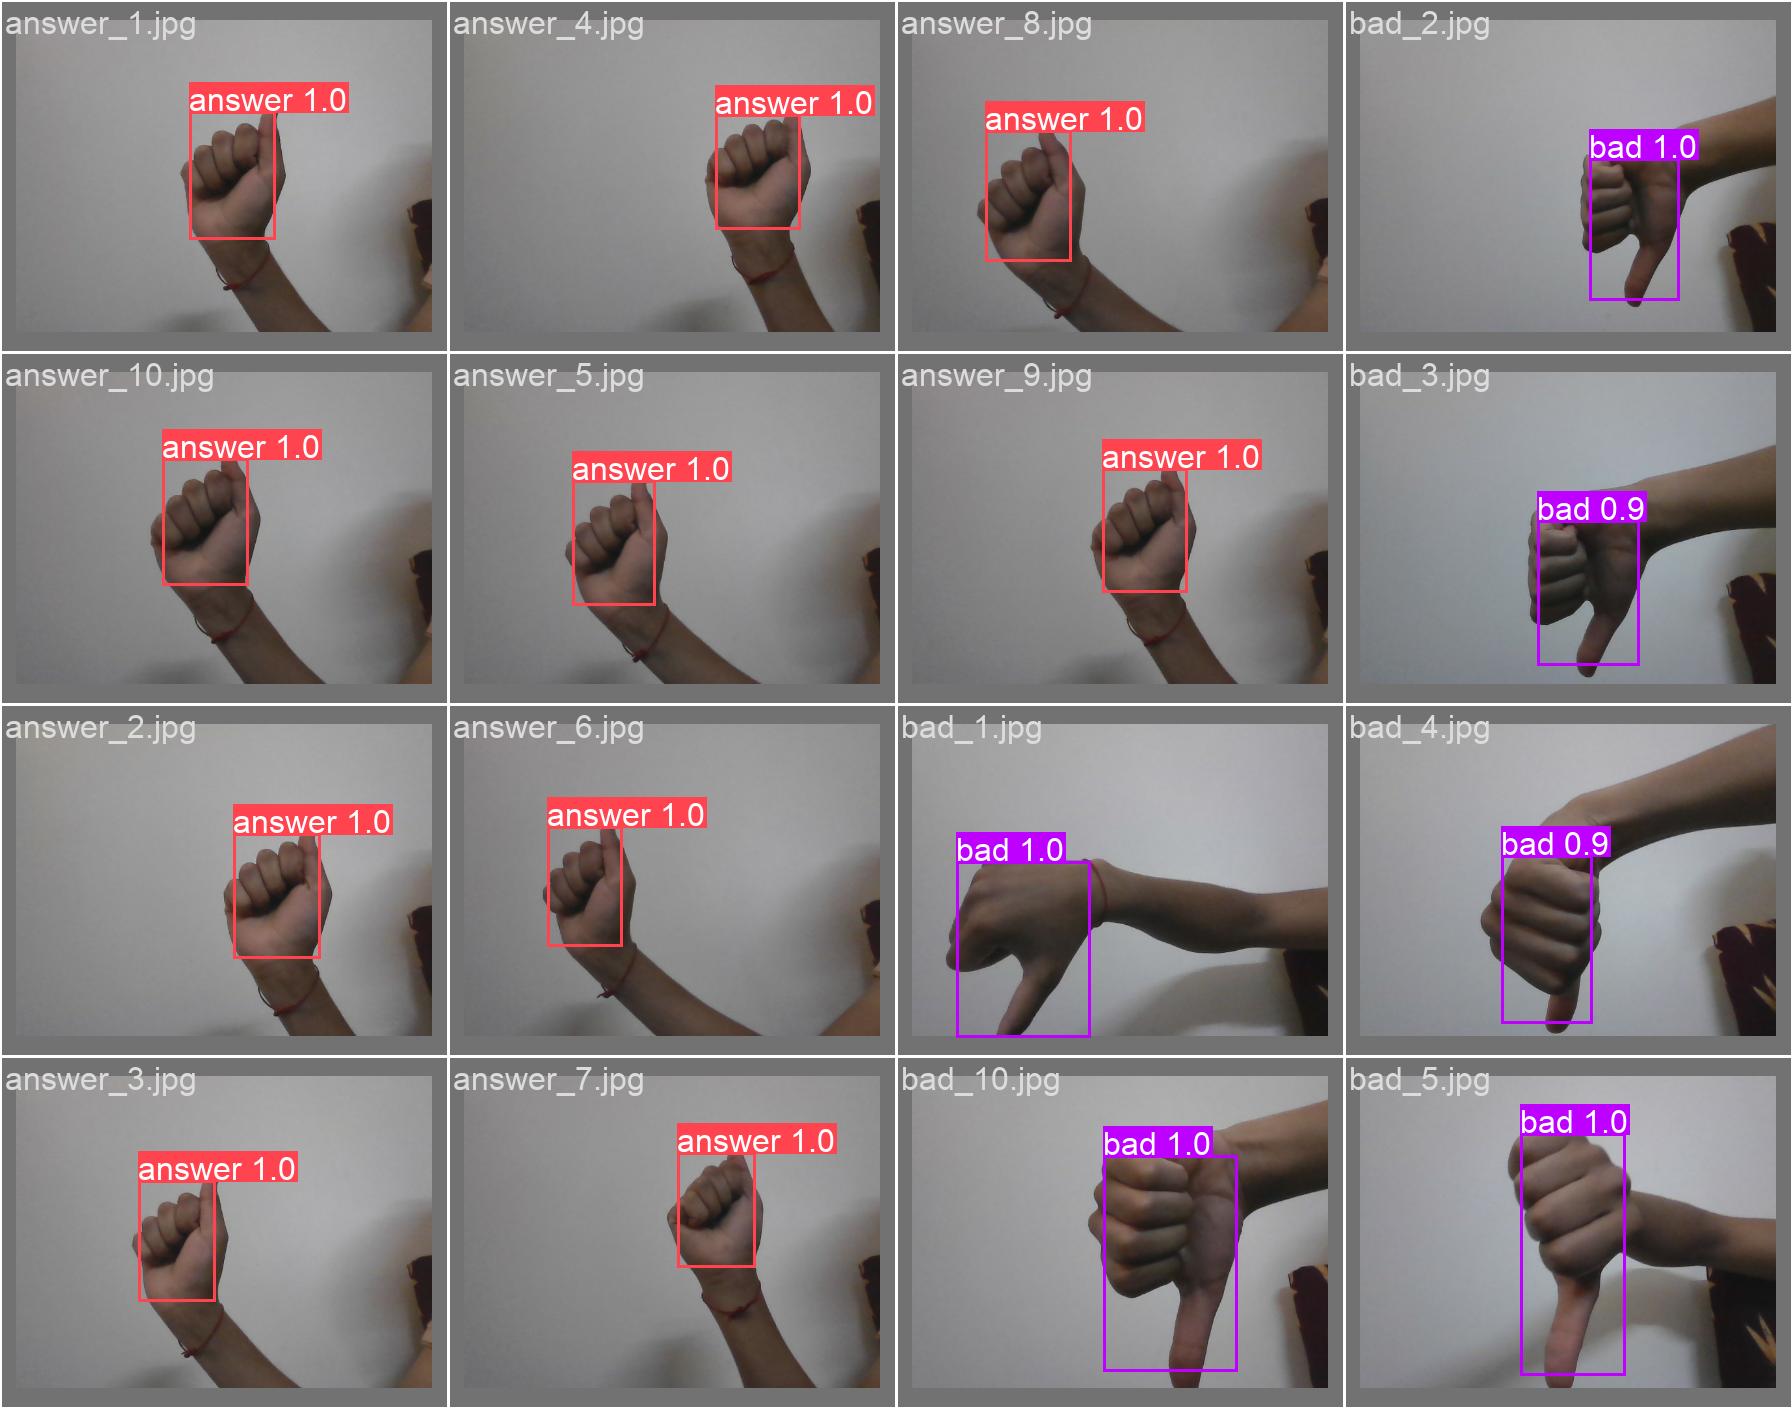 answer_1.jpg
answer 1.0
answer_4.jpg
answer 1.0
answer_8.jpg
answer 1.0
bad_2.jpg
bad 1.0
answer_10.jpg
answer 1.0
answer_5.jpg
answer 1.0
answer_9.jpg
answer 1.0
bad_3.jpg
bad 0.9
answer_2.jpg
answer 1.0
answer_6.jpg
answer 1.0
bad_1.jpg
bad 1.0
bad_4.jpg
bad 0.9
answer_3.jpg
answer 1.0
answer_7.jpg
answer 1.0
bad_10.jpg
bad 1.0
bad_5.jpg
bad 1.0